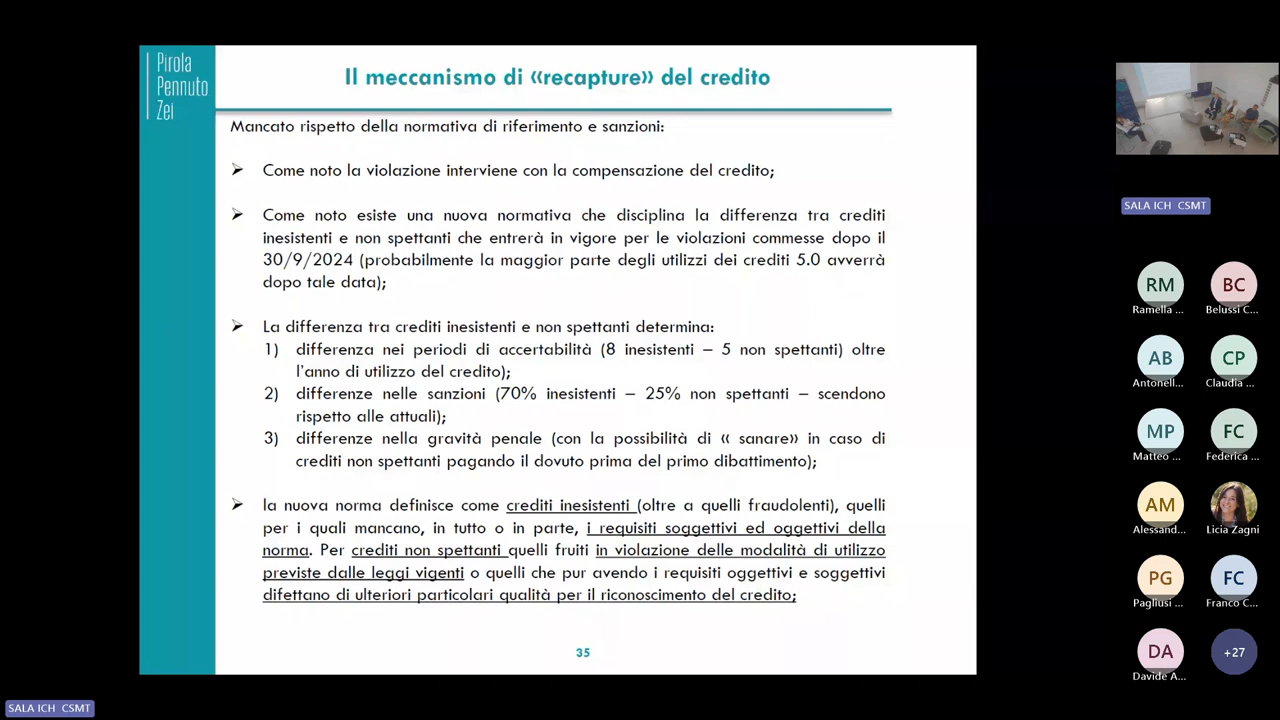 Pirola
Pennuto
Zei
Il meccanismo di «recapture» del credito
Mancato rispetto della normativa di riferimento e sanzioni:
Come noto la violazione interviene con la compensazione del credito;
Come noto esiste una nuova normativa che disciplina la differenza tra crediti
inesistenti e non spettanti che entrerà in vigore per le violazioni commesse dopo il
30/9/2024 (probabilmente la maggior parte degli utilizzi dei crediti 5.0 avverrà
dopo tale data);
La differenza tra crediti inesistenti e non spettanti determina:
1) differenza nei periodi di accertabilità (8 inesistenti – 5 non spettanti) oltre
l'anno di utilizzo del credito);
2) differenze nelle sanzioni (70% inesistenti – 25% non spettanti – scendono
rispetto alle attuali);
3) differenze nella gravità penale (con la possibilità di « sanare» in caso di
crediti non spettanti pagando il dovuto prima del primo dibattimento);
la nuova norma definisce come crediti inesistenti (oltre a quelli fraudolenti), quelli
per i quali mancano, in tutto o in parte, i requisiti soggettivi ed oggettivi della
norma. Per crediti non spettanti quelli fruiti in violazione delle modalità di utilizzo
previste dalle leggi vigenti o quelli che pur avendo i requisiti oggettivi e soggettivi
difettano di ulteriori particolari qualità per il riconoscimento del credito;
35
SALA ICH CSMT
RM
Ramella ...
BC
Belussi C...
AB
Antonell...
CP
Claudia ...
MP
Matteo ...
FC
Federica ...
AM
Alessand...
Licia Zagni
PG
Pagliusi ...
FC
Franco C...
DA
Davide A...
+27
SALA ICH CSMT